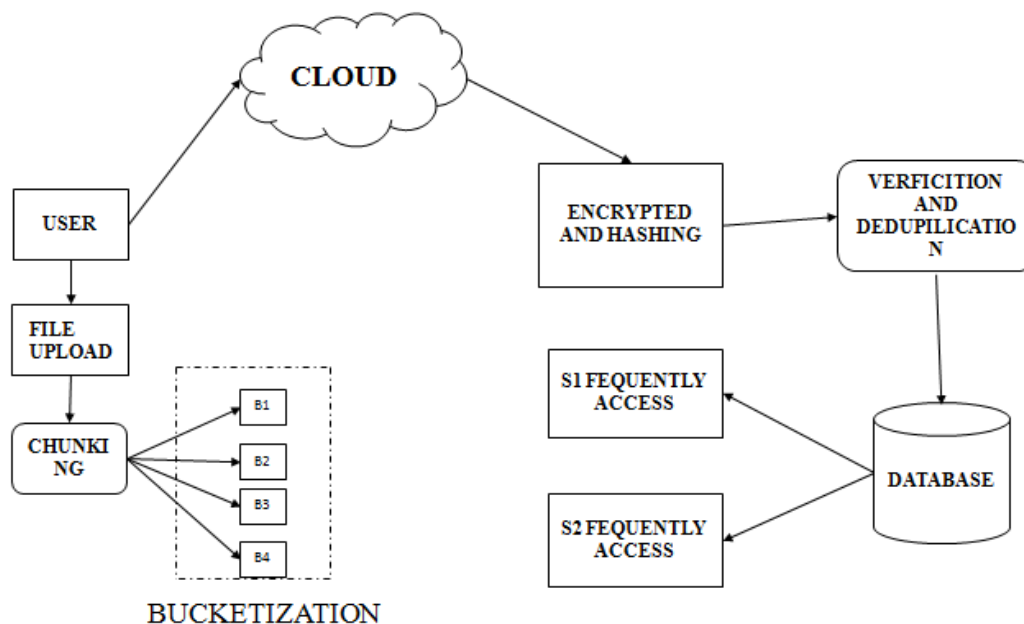 CLOUD
USER
ENCRYPTED
AND HASHING
VERFICITION
AND
DEDUPILICATIO
N
FILE
UPLOAD
CHUNKI
NG
B1
B2
B3
B4
BUCKETIZATION
S1 FEQUENTLY
ACCESS
S2 FEQUENTLY
ACCESS
DATABASE